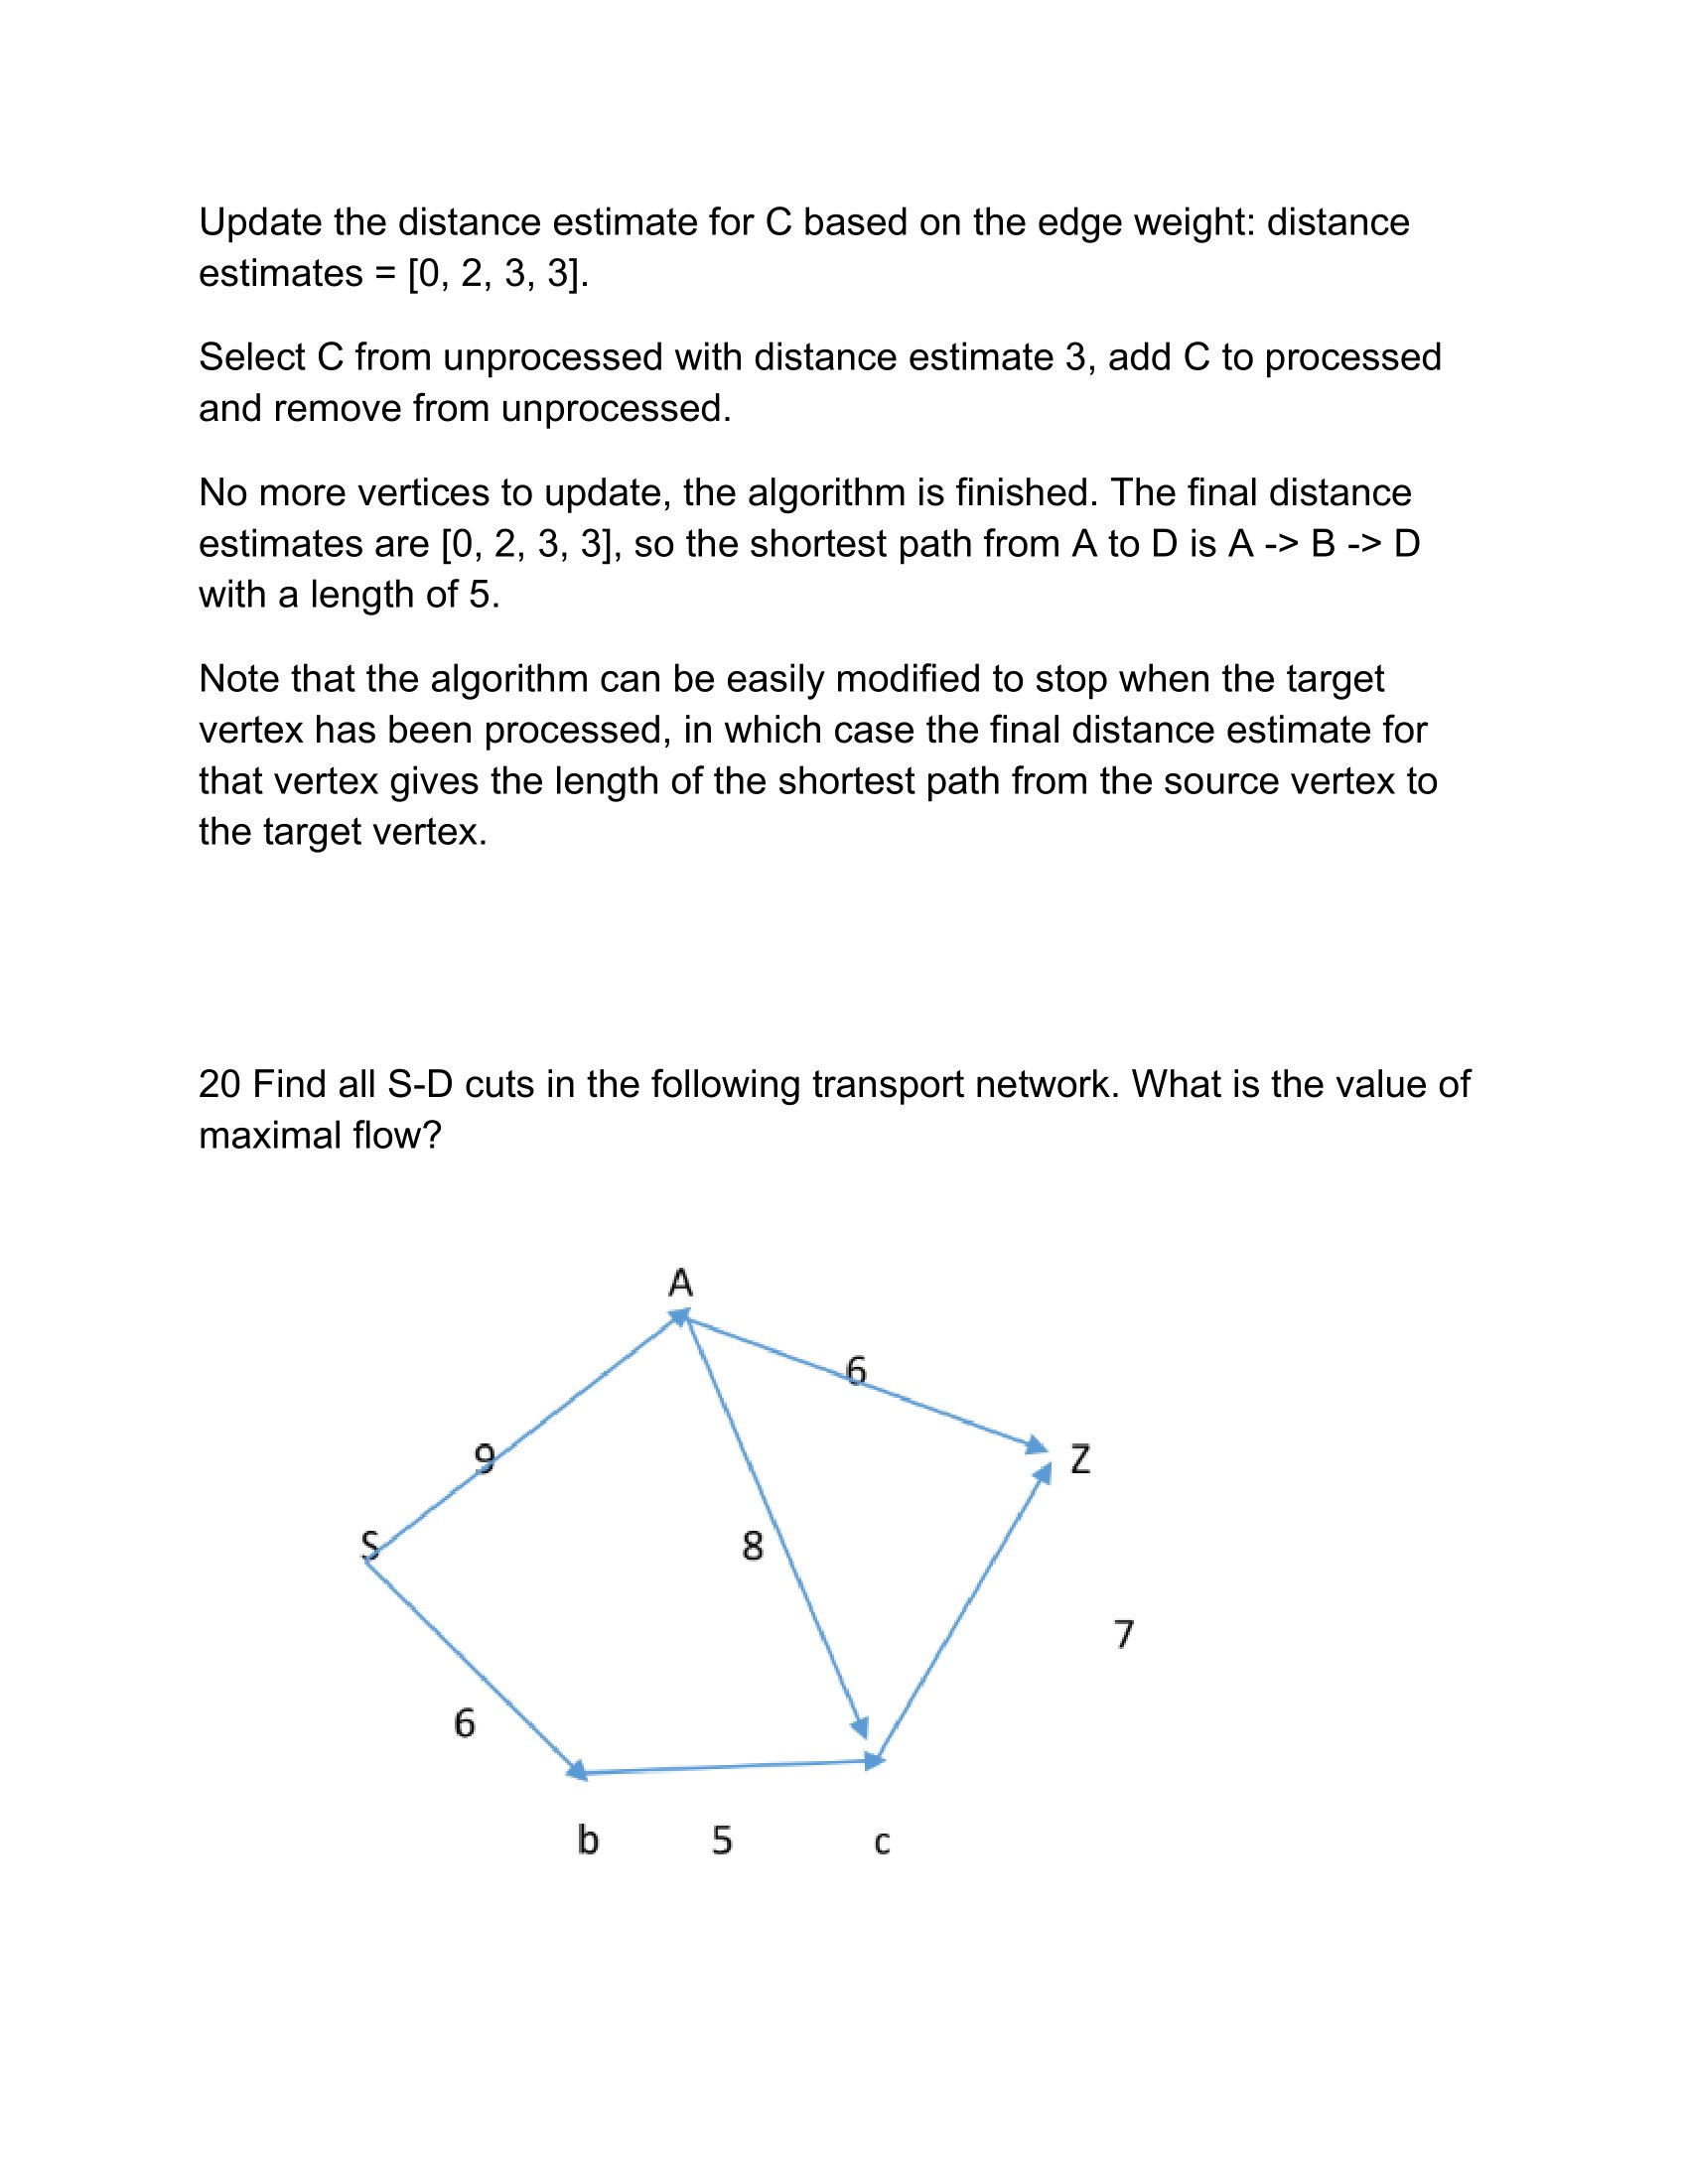 Update the distance estimate for C based on the edge weight: distance
estimates = [0, 2, 3, 3].
Select C from unprocessed with distance estimate 3, add C to processed
and remove from unprocessed.
No more vertices to update, the algorithm is finished. The final distance
estimates are [0, 2, 3, 3], so the shortest path from A to D is A -> B -> D
with a length of 5.
Note that the algorithm can be easily modified to stop when the target
vertex has been processed, in which case the final distance estimate for
that vertex gives the length of the shortest path from the source vertex to
the target vertex.
20 Find all S-D cuts in the following transport network. What is the value of
maximal flow?
A
6
9
Z
S
8
7
6
b 5 c